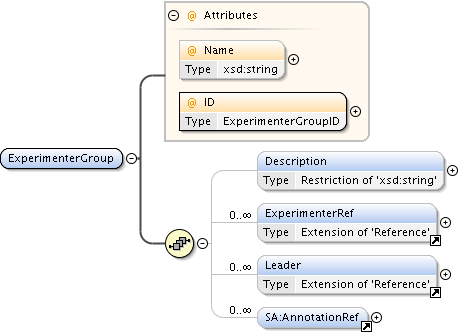 @ Attributes
@ Name
Type xsd:string
@ ID
Type ExperimenterGroupID
ExperimenterGroup
Description
Type Restriction of 'xsd:string'
0..∞ ExperimenterRef
Type Extension of 'Reference'
0..∞ Leader
Type Extension of 'Reference'
0..∞ SA:AnnotationRef